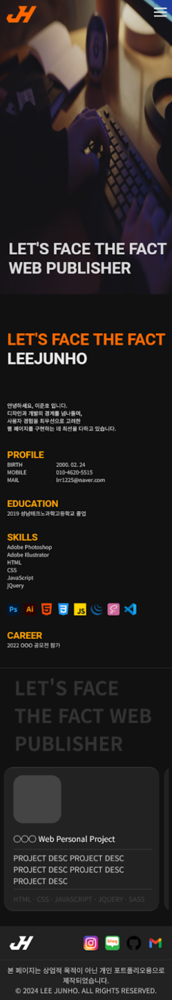 JH
LET'S FACE THE FACT
WEB PUBLISHER
LET'S FACE THE FACT
LEEJUNHO
안녕하세요, 이준호 입니다.
디자인과 개발의 경계를 넘나들며,
사용자 경험을 최우선으로 고려한
웹 페이지를 구현하는 데 최선을 다하고 있습니다.
PROFILE
BIRTH 2000. 02. 24
MOBILE 010-4620-5515
MAIL lrr1225@naver.com
EDUCATION
2019 성남테크노과학고등학교 졸업
SKILLS
Adobe Photoshop
Adobe Illustrator
HTML
CSS
JavaScript
jQuery
Ps Ai 5 3 JS
CAREER
2022 OOO 공모전 참가
LET'S FACE
THE FACT WEB
PUBLISHER
〇〇〇 Web Personal Project
PROJECT DESC PROJECT DESC
PROJECT DESC PROJECT DESC
PROJECT DESC
HTML · CSS · JAVASCRIPT · JQUERY · SASS
JH blog
본 페이지는 상업적 목적이 아닌 개인 포트폴리오용으로
제작되었습니다.
© 2024 LEE JUNHO. ALL RIGHTS RESERVED.